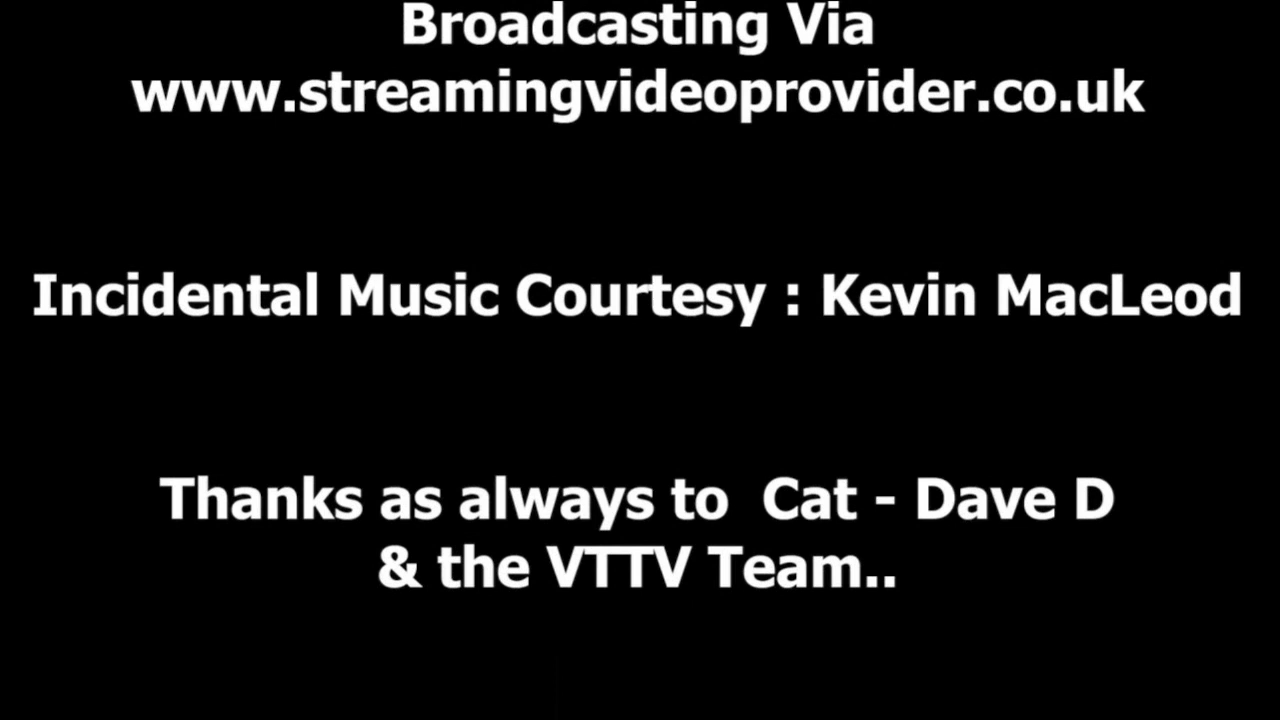 Broadcasting Via
www.streamingvideoprovider.co.uk
Incidental Music Courtesy : Kevin MacLeod
Thanks as always to  Cat - Dave D
& the VTTV Team..